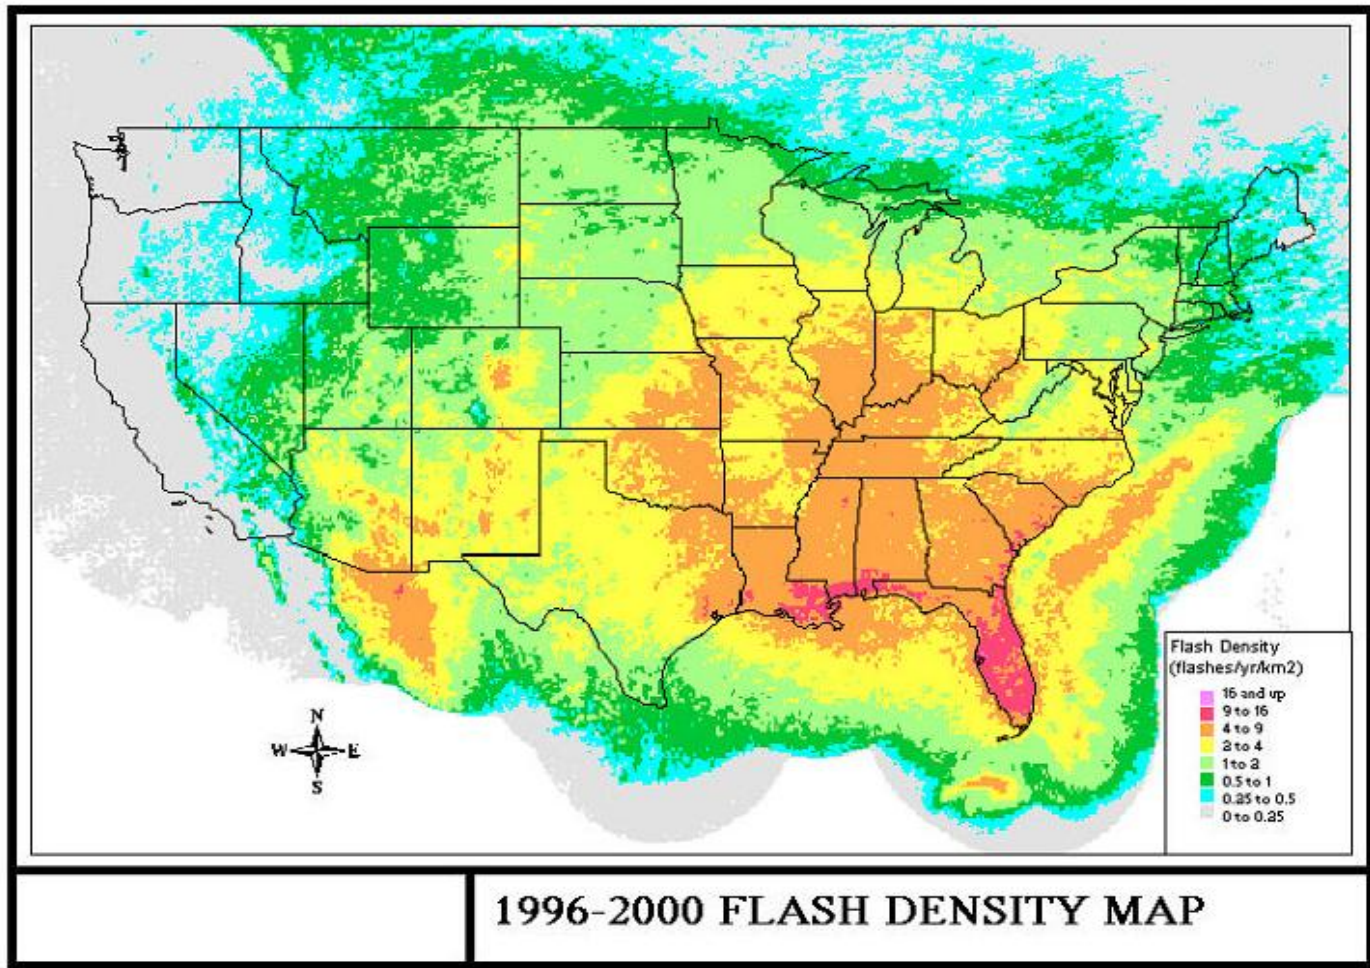 N
W E
S
Flash Density
(flashes/yr/km2)
16 and up
9 to 16
4 to 9
2 to 4
1 to 2
0.5 to 1
0.25 to 0.5
0 to 0.25
1996-2000 FLASH DENSITY MAP